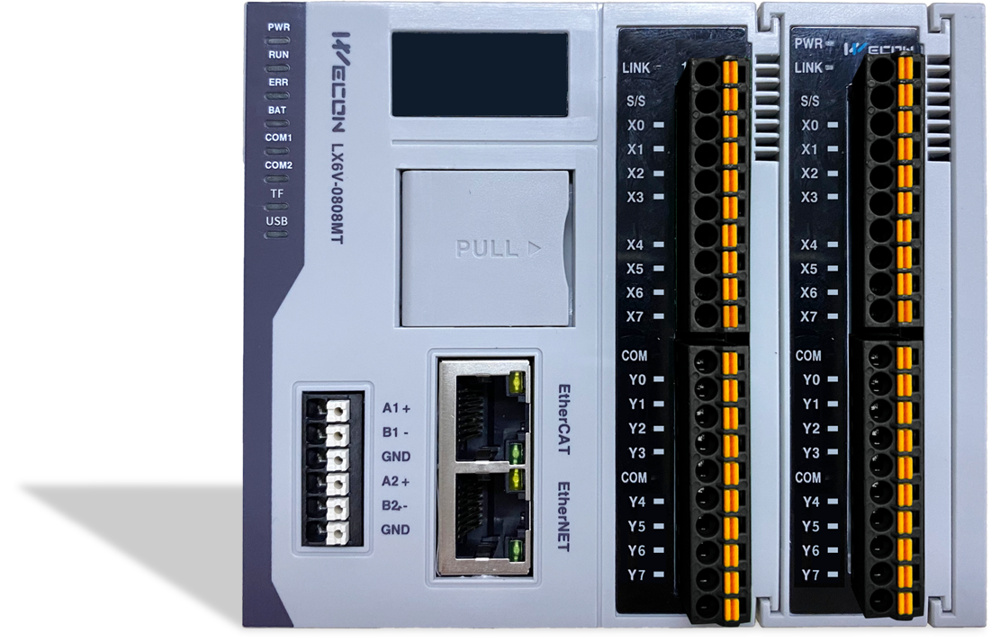 PWR
RUN
ERR
BAT
COM1
COM2
TF
USB
WECON LX6V-0808MT
PULL
A1 +
B1 -
GND
A2 +
B2 -
GND
EtherCAT
EtherNET
LINK
S/S
X0
X1
X2
X3
X4
X5
X6
X7
COM
Y0
Y1
Y2
Y3
COM
Y4
Y5
Y6
Y7
PWR
WECON
LINK
S/S
X0
X1
X2
X3
X4
X5
X6
X7
COM
Y0
Y1
Y2
Y3
COM
Y4
Y5
Y6
Y7